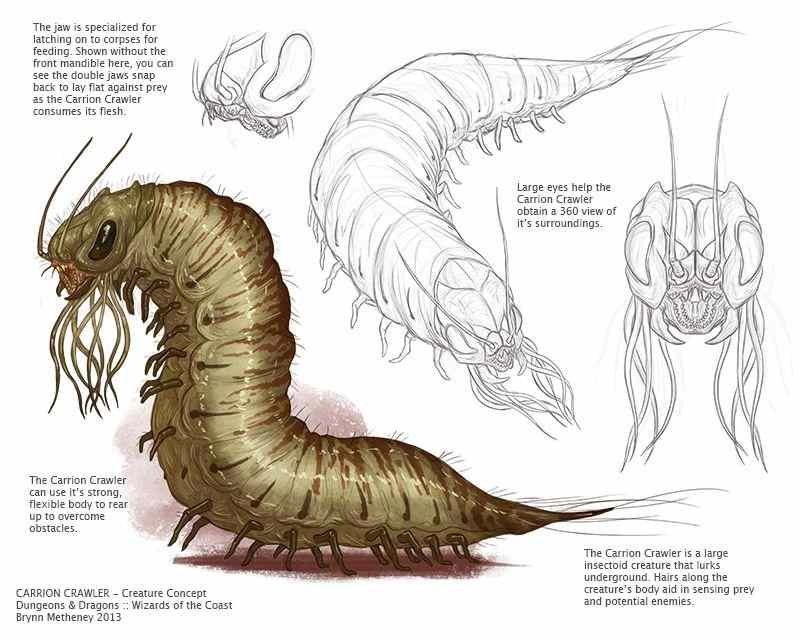 The jaw is specialized for
latching on to corpses for
feeding. Shown without the
front mandible here, you can
see the double jaws snap
back to lay flat against prey
as the Carrion Crawler
consumes its flesh.
Large eyes help the
Carrion Crawler
obtain a 360 view of
it's surroundings.
The Carrion Crawler
can use it's strong,
flexible body to rear
up to overcome
obstacles.
The Carrion Crawler is a large
insectoid creature that lurks
underground. Hairs along the
creature's body aid in sensing prey
and potential enemies.
CARRION CRAWLER - Creature Concept
Dungeons & Dragons :: Wizards of the Coast
Brynn Metheney 2013